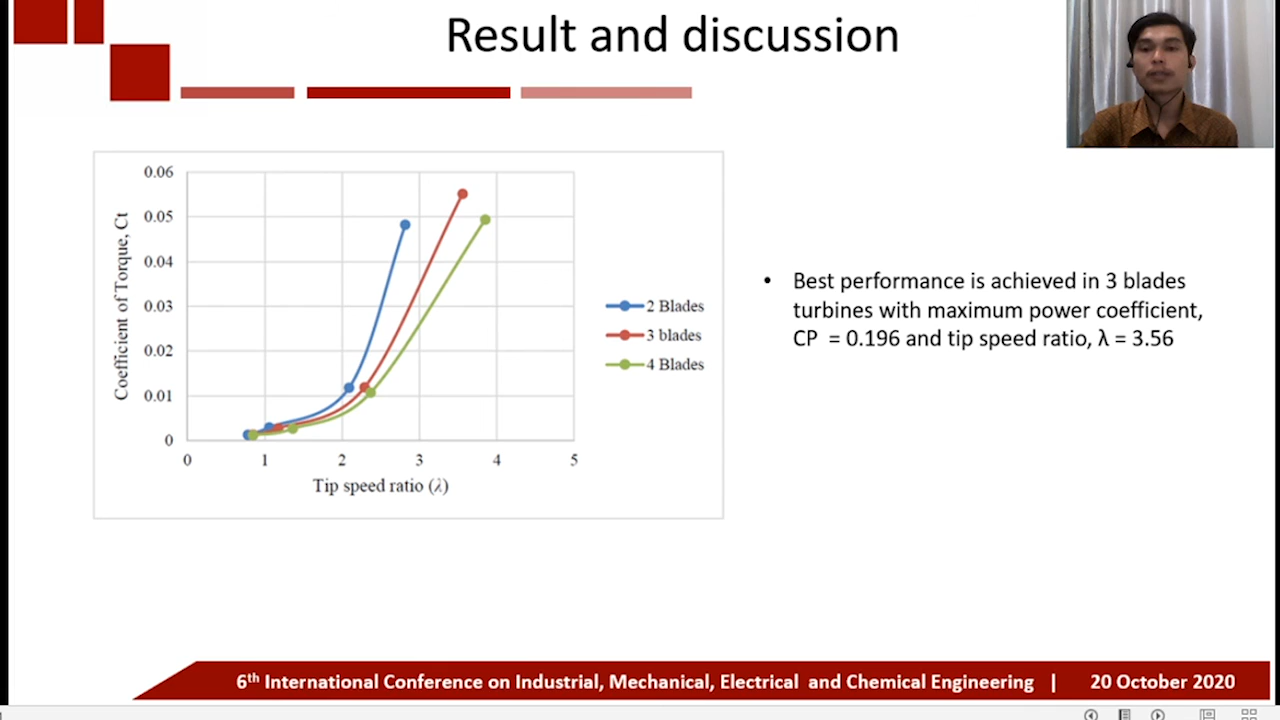 Result and discussion
0.06
0.05
0.04
0.03
0.02
0.01
0
Coefficient of Torque, Ct
0 1 2 3 4 5
Tip speed ratio (λ)
2 Blades
3 blades
4 Blades
• Best performance is achieved in 3 blades
turbines with maximum power coefficient,
CP = 0.196 and tip speed ratio, λ = 3.56
6th International Conference on Industrial, Mechanical, Electrical and Chemical Engineering | 20 October 2020